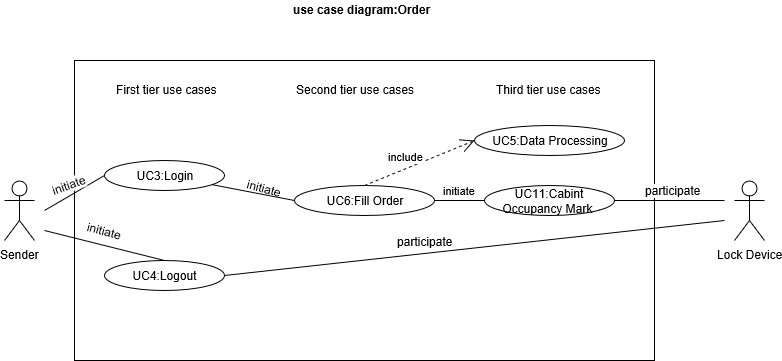 use case diagram:Order
First tier use cases
Second tier use cases
Third tier use cases
UC5:Data Processing
include
initiate
UC3:Login
initiate
UC6:Fill Order
initiate
UC11:Cabint
Occupancy Mark
participate
initiate
participate
Sender
Lock Device
UC4:Logout